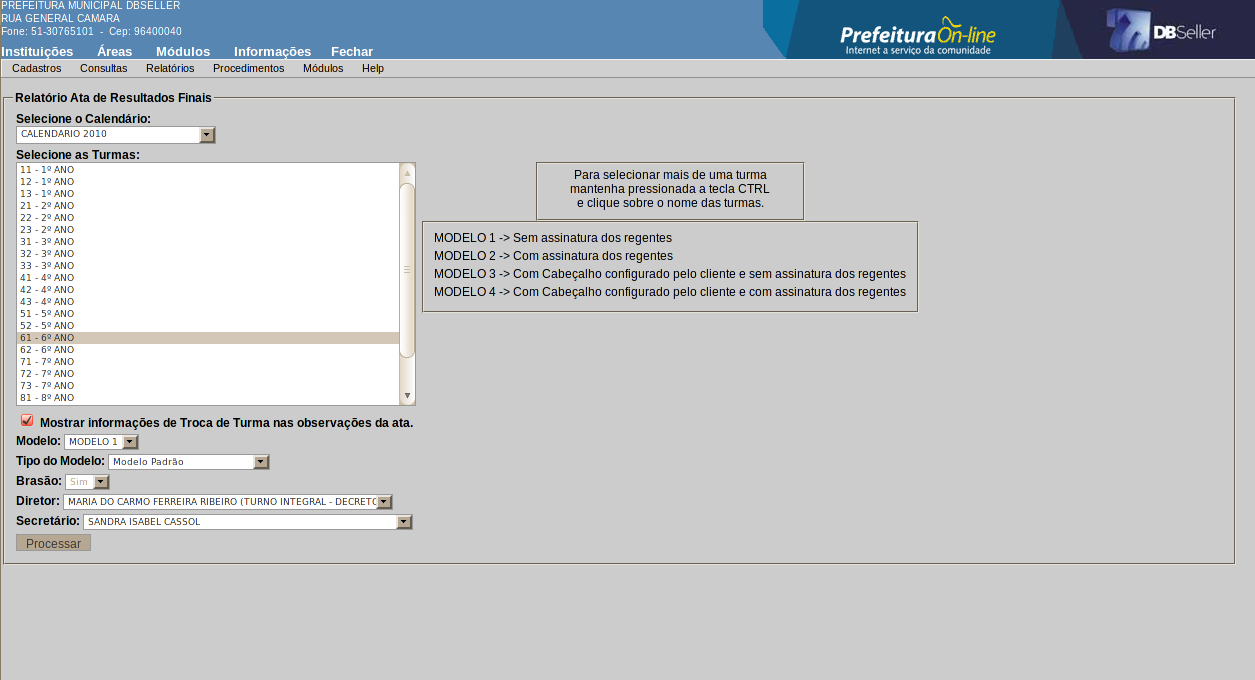 PREFEITURA MUNICIPAL DBSELLER
RUA GENERAL CAMARA
Fone: 51-30765101 - Cep: 96400040
Instituições Áreas Módulos Informações Fechar
PrefeituraOn-line
Internet a serviço da comunidade
DBSeller
Cadastros Consultas Relatórios Procedimentos Módulos Help
Relatório Ata de Resultados Finais
Selecione o Calendário:
CALENDARIO 2010
Selecione as Turmas:
11 - 1º ANO
12 - 1º ANO
13 - 1º ANO
21 - 2º ANO
22 - 2º ANO
23 - 2º ANO
31 - 3º ANO
32 - 3º ANO
33 - 3º ANO
41 - 4º ANO
42 - 4º ANO
43 - 4º ANO
51 - 5º ANO
52 - 5º ANO
61 - 6º ANO
62 - 6º ANO
71 - 7º ANO
72 - 7º ANO
73 - 7º ANO
81 - 8º ANO
Para selecionar mais de uma turma
mantenha pressionada a tecla CTRL
e clique sobre o nome das turmas.
MODELO 1 -> Sem assinatura dos regentes
MODELO 2 -> Com assinatura dos regentes
MODELO 3 -> Com Cabeçalho configurado pelo cliente e sem assinatura dos regentes
MODELO 4 -> Com Cabeçalho configurado pelo cliente e com assinatura dos regentes
Mostrar informações de Troca de Turma nas observações da ata.
Modelo: MODELO 1
Tipo do Modelo: Modelo Padrão
Brasão: Sim
Diretor: MARIA DO CARMO FERREIRA RIBEIRO (TURNO INTEGRAL - DECRETO
Secretário: SANDRA ISABEL CASSOL
Processar